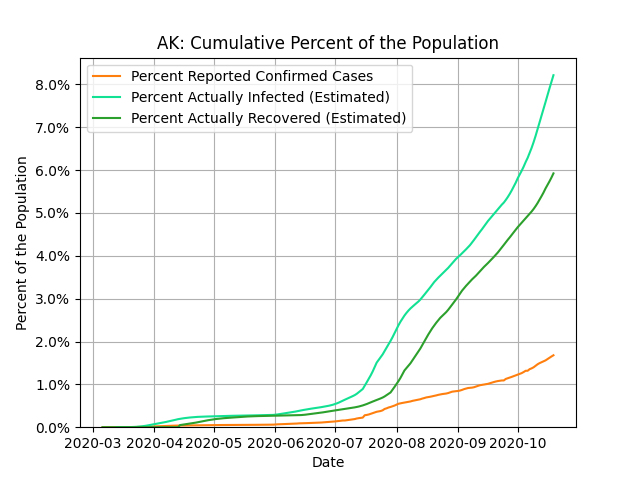 AK: Cumulative Percent of the Population
Percent Reported Confirmed Cases
Percent Actually Infected (Estimated)
Percent Actually Recovered (Estimated)
8.0%
7.0%
6.0%
5.0%
4.0%
3.0%
2.0%
1.0%
0.0%
Percent of the Population
2020-03 2020-04 2020-05 2020-06 2020-07 2020-08 2020-09 2020-10
Date